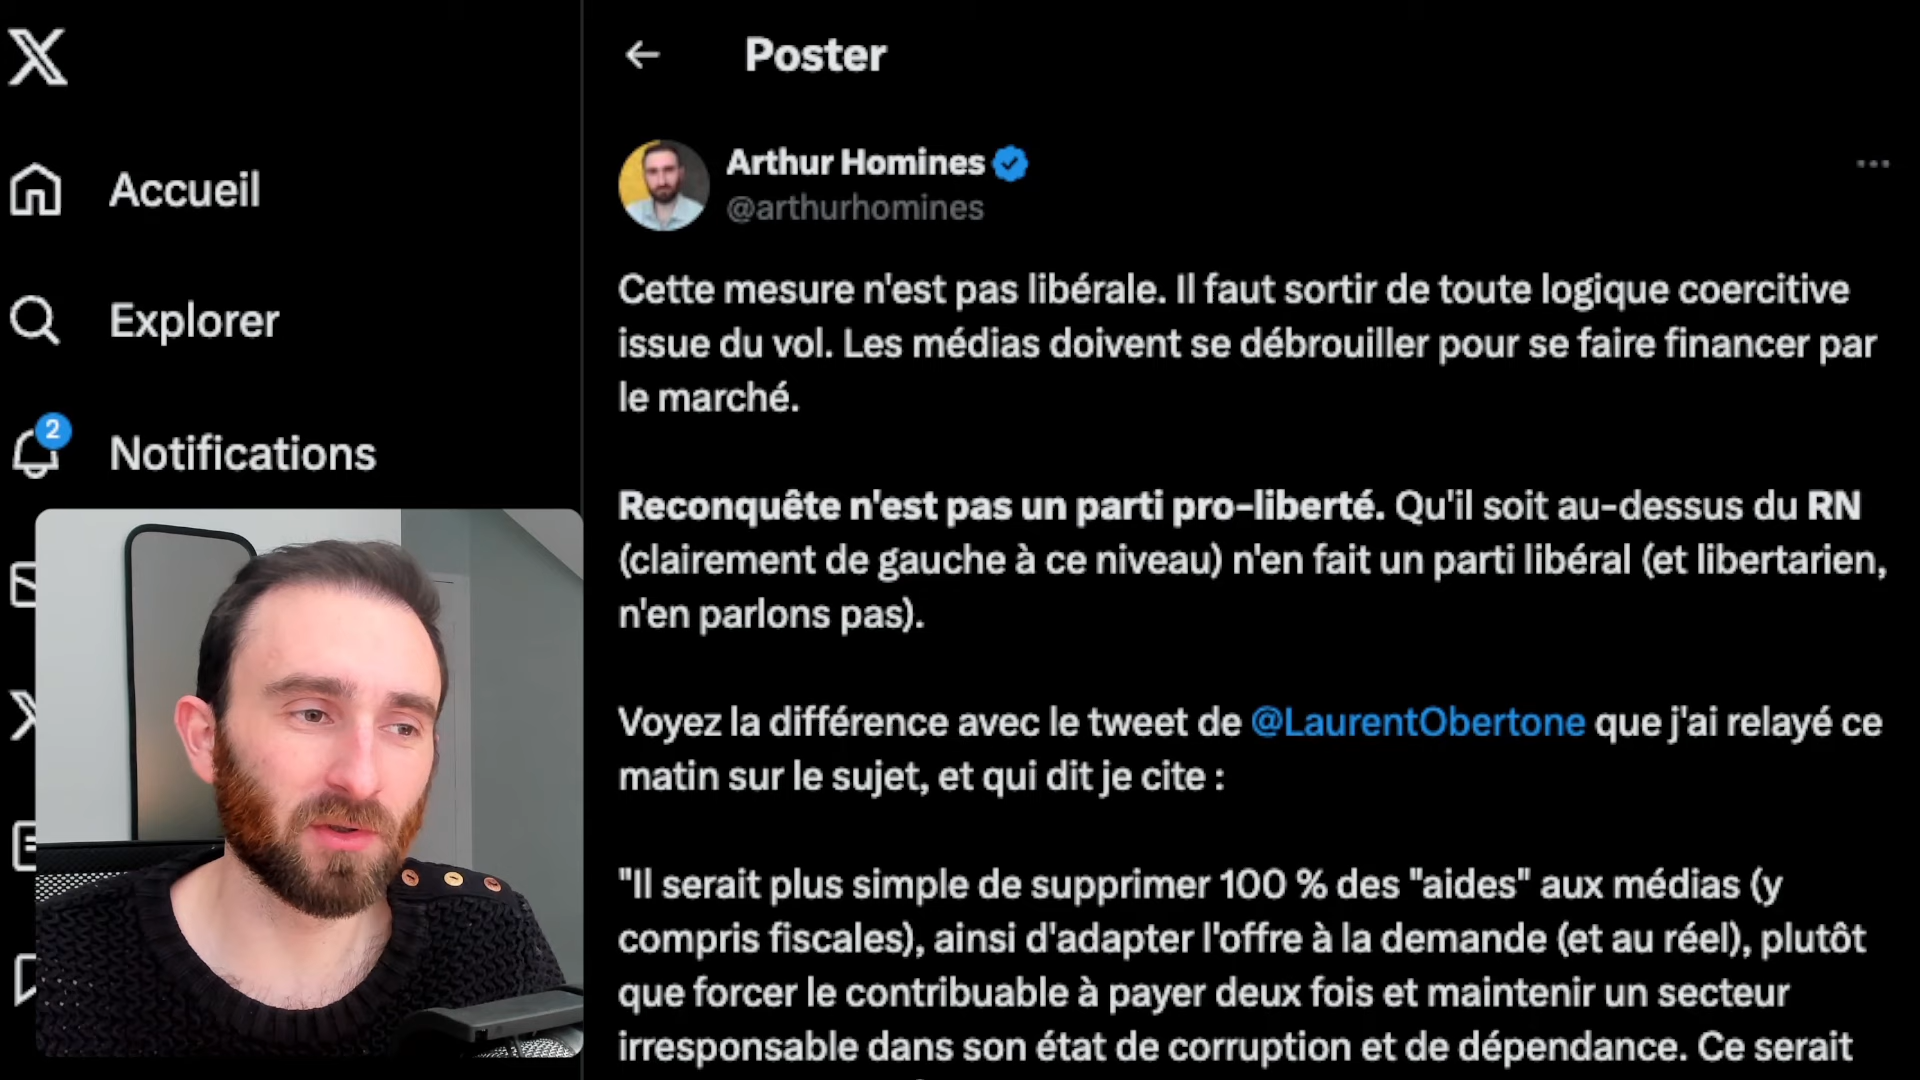 Poster
Accueil
Explorer
2
Notifications
Arthur Homines
@arthurhomines
Cette mesure n'est pas libérale. Il faut sortir de toute logique coercitive
issue du vol. Les médias doivent se débrouiller pour se faire financer par
le marché.
Reconquête n'est pas un parti pro-liberté. Qu'il soit au-dessus du RN
(clairement de gauche à ce niveau) n'en fait un parti libéral (et libertarien,
n'en parlons pas).
Voyez la différence avec le tweet de @LaurentObertone que j'ai relayé ce
matin sur le sujet, et qui dit je cite :
"Il serait plus simple de supprimer 100 % des "aides" aux médias (y
compris fiscales), ainsi d'adapter l'offre à la demande (et au réel), plutôt
que forcer le contribuable à payer deux fois et maintenir un secteur
irresponsable dans son état de corruption et de dépendance. Ce serait